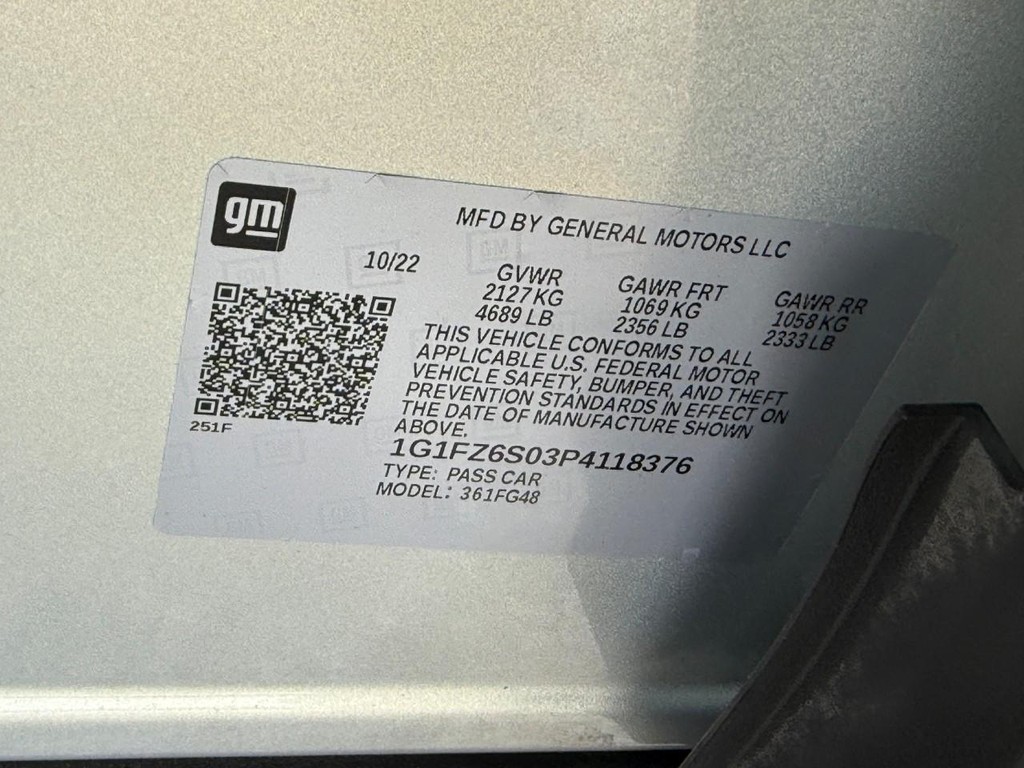 gm
MFD BY GENERAL MOTORS LLC
10/22
GVWR GAWR FRT GAWR RR
2127 KG 1069 KG 1058 KG
4689 LB 2356 LB 2333 LB
THIS VEHICLE CONFORMS TO ALL
APPLICABLE U.S. FEDERAL MOTOR
VEHICLE SAFETY, BUMPER, AND THEFT
PREVENTION STANDARDS IN EFFECT ON
THE DATE OF MANUFACTURE SHOWN
ABOVE.
251F
1G1FZ6S03P4118376
TYPE: PASS CAR
MODEL: 361FG48